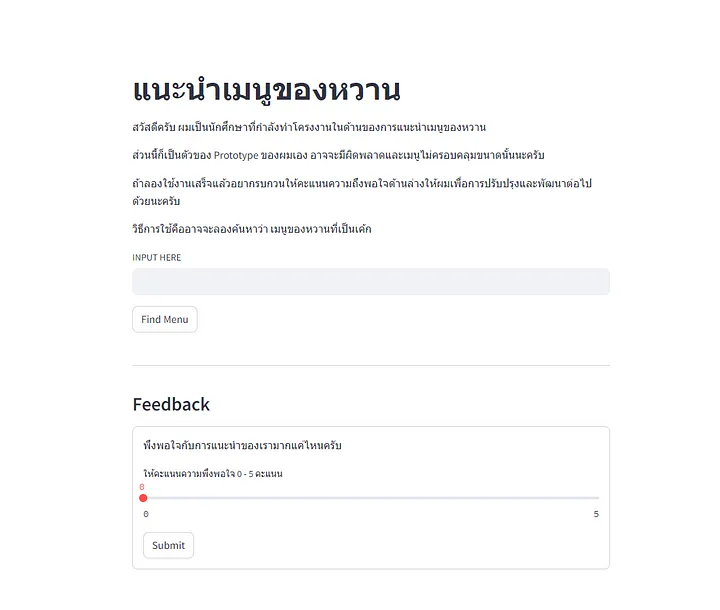 แนะนำเมนูของหวาน
สวัสดีครับ ผมเป็นนักศึกษาที่กำลังทำโครงงานในด้านของการแนะนำเมนูของหวาน
ส่วนนี้ก็เป็นตัวของ Prototype ของผมเอง อาจจะมีผิดพลาดและเมนูไม่ครอบคลุมขนาดนั้นนะครับ
ถ้าลองใช้งานเสร็จแล้วอยากรบกวนให้คะแนนความถึงพอใจด้านล่างให้ผมเพื่อการปรับปรุงและพัฒนาต่อไป
ด้วยนะครับ
วิธีการใช้คืออาจจะลองค้นหาว่า เมนูของหวานที่เป็นเค้ก
INPUT HERE
Find Menu
Feedback
พึงพอใจกับการแนะนำของเรามากแค่ไหนครับ
ให้คะแนนความพึงพอใจ 0 - 5 คะแนน
0
0 5
Submit